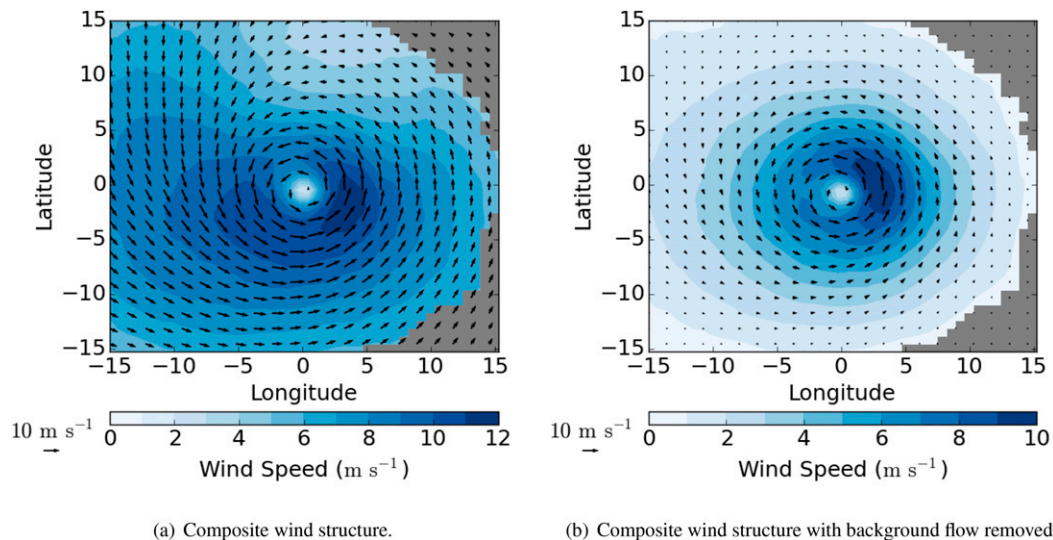 15
10
5
0
−5
−10
−15
Latitude
−15 −10 −5 0 5 10 15
Longitude
10 m s⁻¹
0 2 4 6 8 10 12
Wind Speed (m s⁻¹)
(a) Composite wind structure.
15
10
5
0
−5
−10
−15
Latitude
−15 −10 −5 0 5 10 15
Longitude
10 m s⁻¹
0 2 4 6 8 10
Wind Speed (m s⁻¹)
(b) Composite wind structure with background flow removed